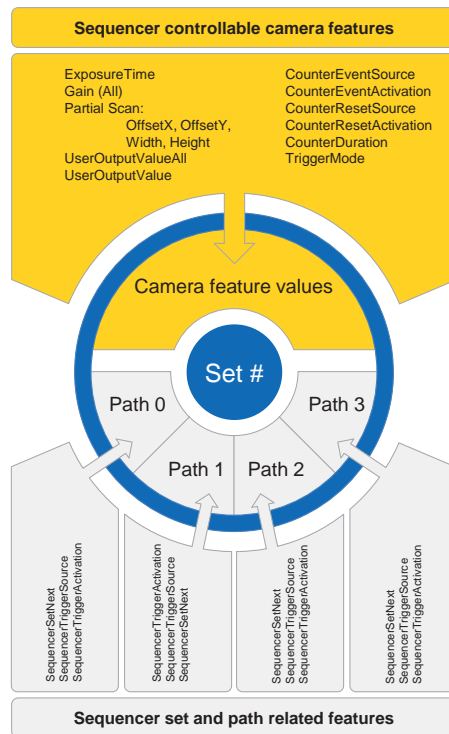 Sequencer controllable camera features
ExposureTime
Gain (All)
Partial Scan:
OffsetX, OffsetY,
Width, Height
UserOutputValueAll
UserOutputValue
CounterEventSource
CounterEventActivation
CounterResetSource
CounterResetActivation
CounterDuration
TriggerMode
Camera feature values
Set #
Path 0
Path 1
Path 2
Path 3
SequencerSetNext
SequencerTriggerSource
SequencerTriggerActivation
SequencerTriggerActivation
SequencerTriggerSource
SequencerSetNext
SequencerSetNext
SequencerTriggerSource
SequencerTriggerActivation
SequencerSetNext
SequencerTriggerSource
SequencerTriggerActivation
Sequencer set and path related features